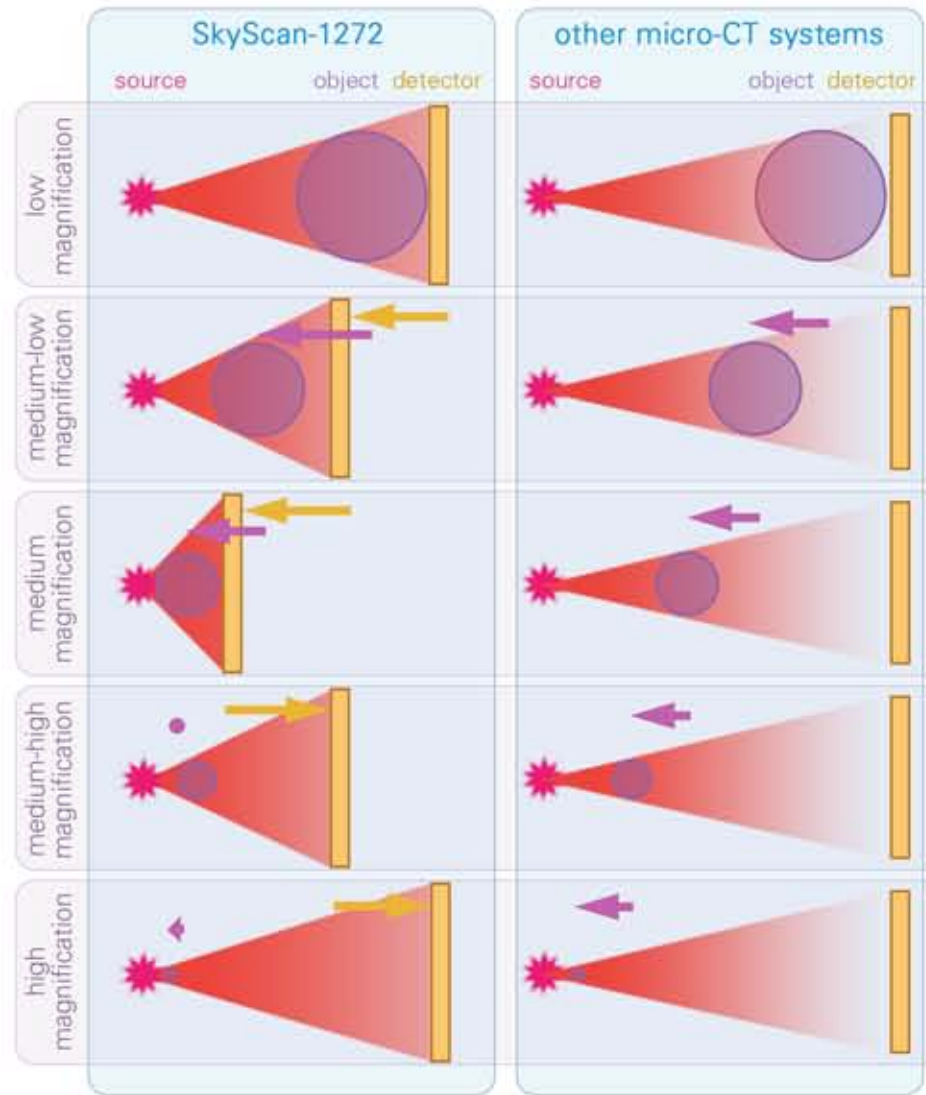 SkyScan-1272
other micro-CT systems
source object detector
source object detector
low
magnification
medium-low
magnification
medium
magnification
medium-high
magnification
high
magnification